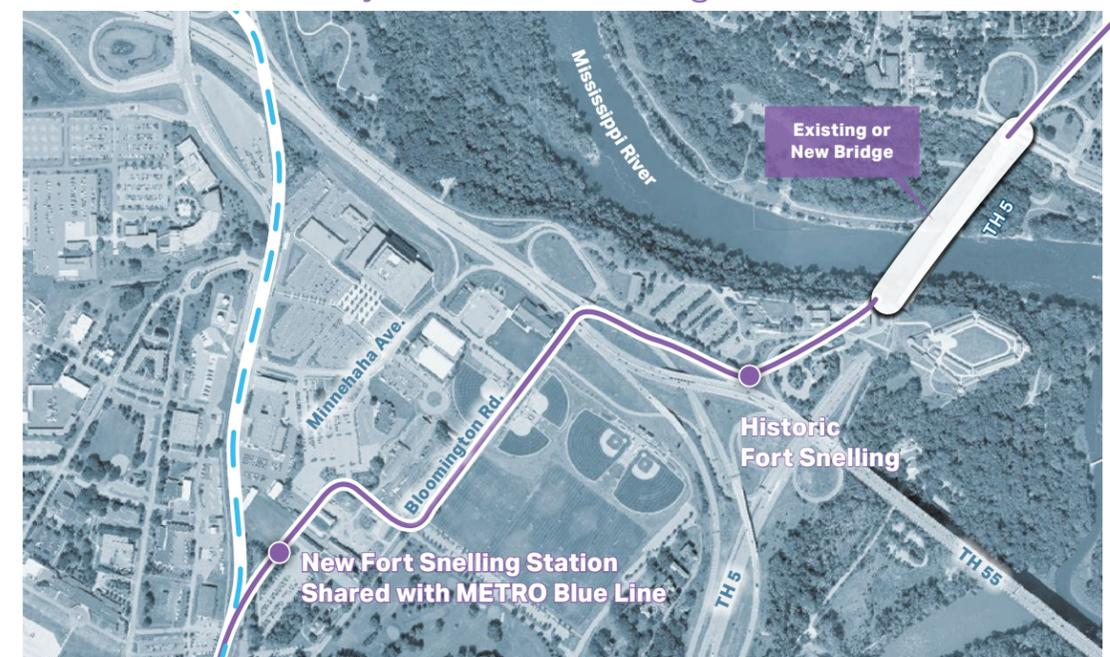 Mississippi River
Existing or
New Bridge
TH 5
Minnehaha Ave.
Bloomington Rd.
Historic
Fort Snelling
New Fort Snelling Station
Shared with METRO Blue Line
TH 5
TH 55